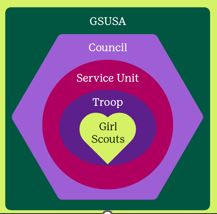 GSUSA
Council
Service Unit
Troop
Girl
Scouts